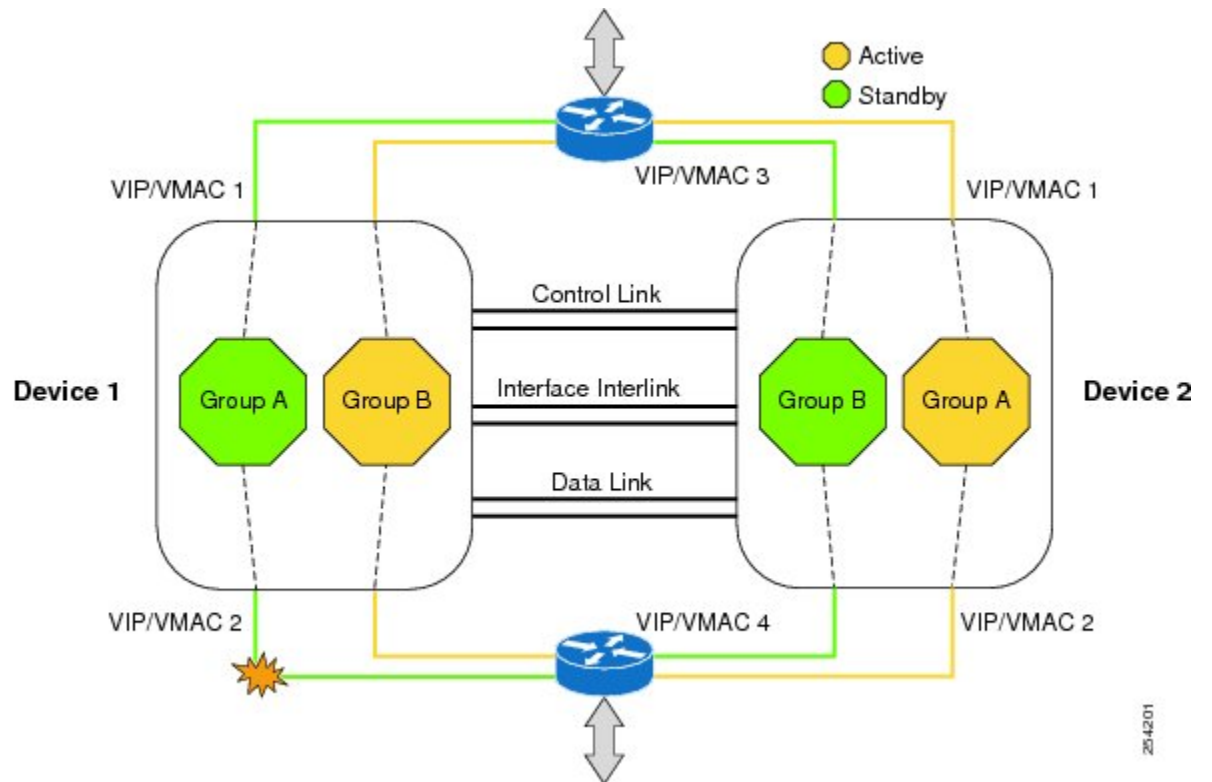 Active
Standby
VIP/VMAC 1
VIP/VMAC 3
VIP/VMAC 1
Control Link
Device 1
Group A
Group B
Interface Interlink
Group B
Group A
Device 2
Data Link
VIP/VMAC 2
VIP/VMAC 4
VIP/VMAC 2
254201